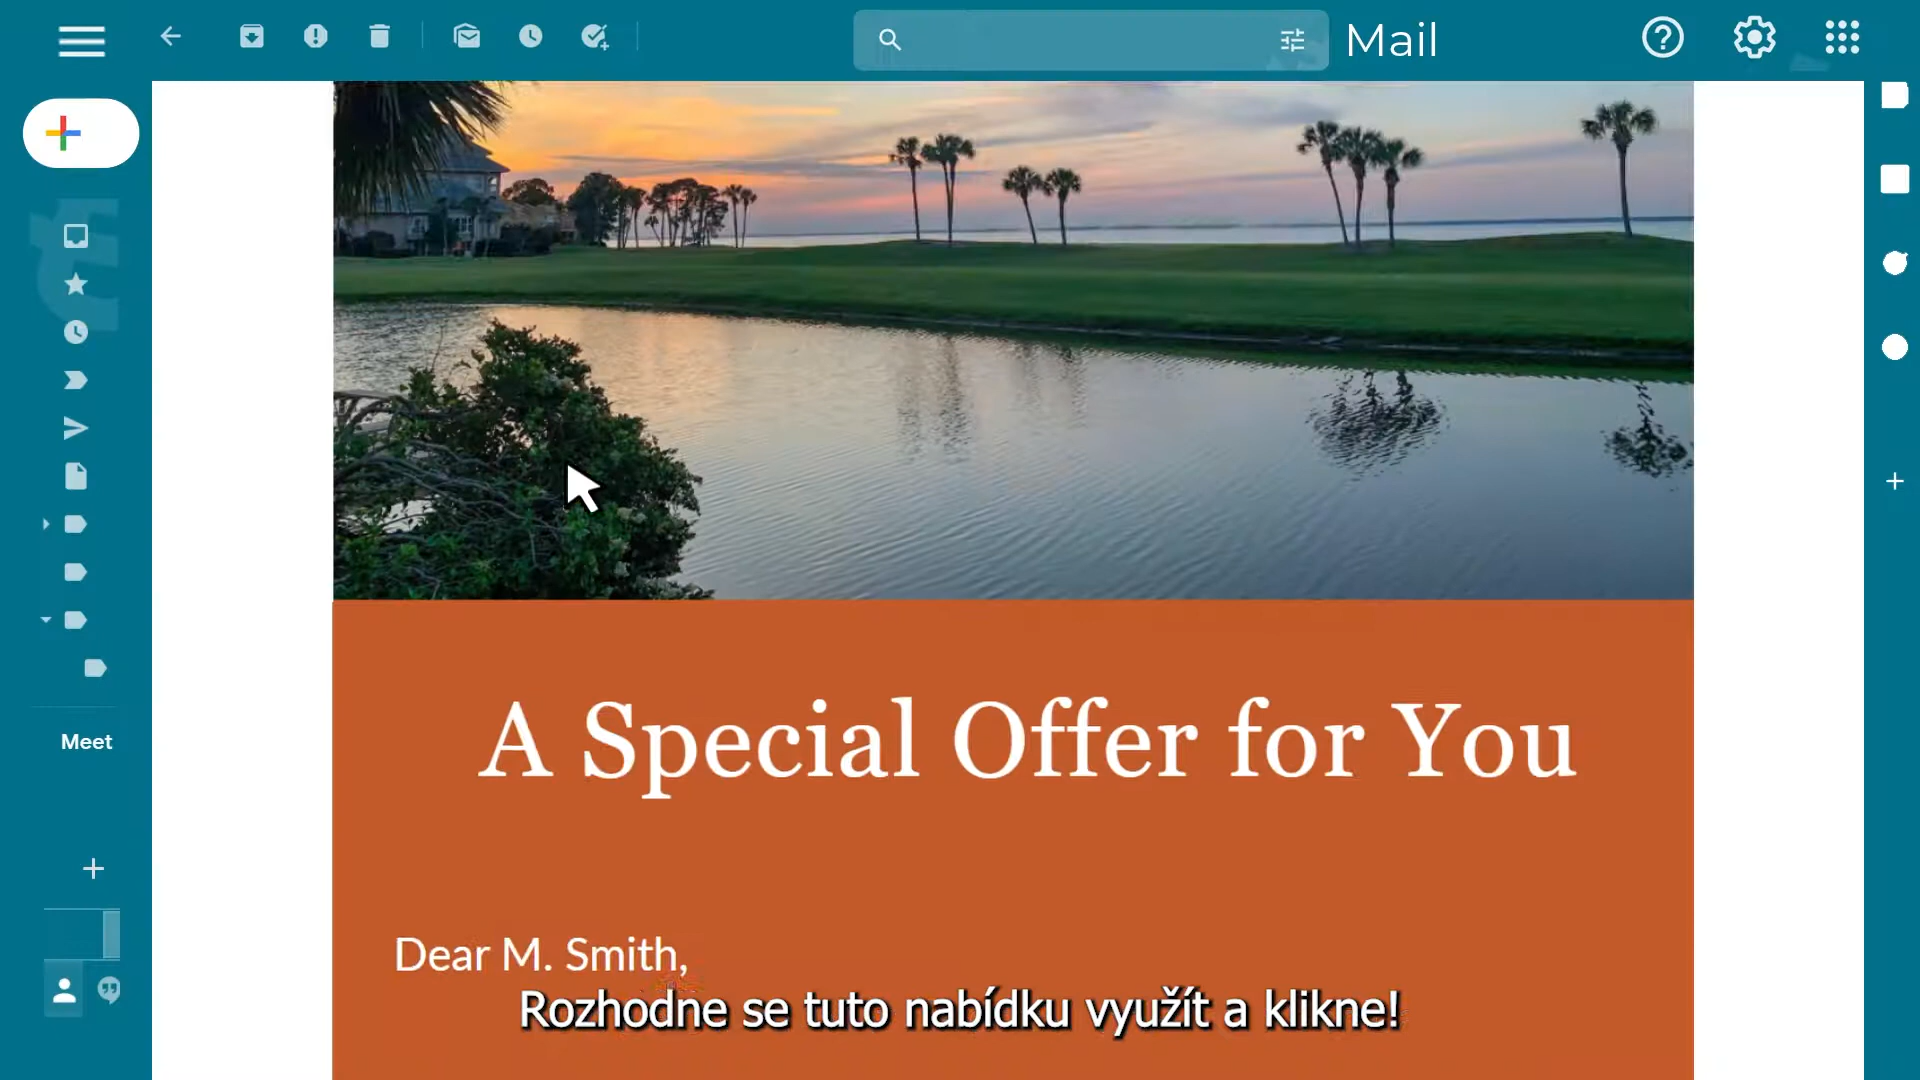 Mail
Meet
A Special Offer for You
Dear M. Smith,
Rozhodne se tuto nabídku využít a klikne!